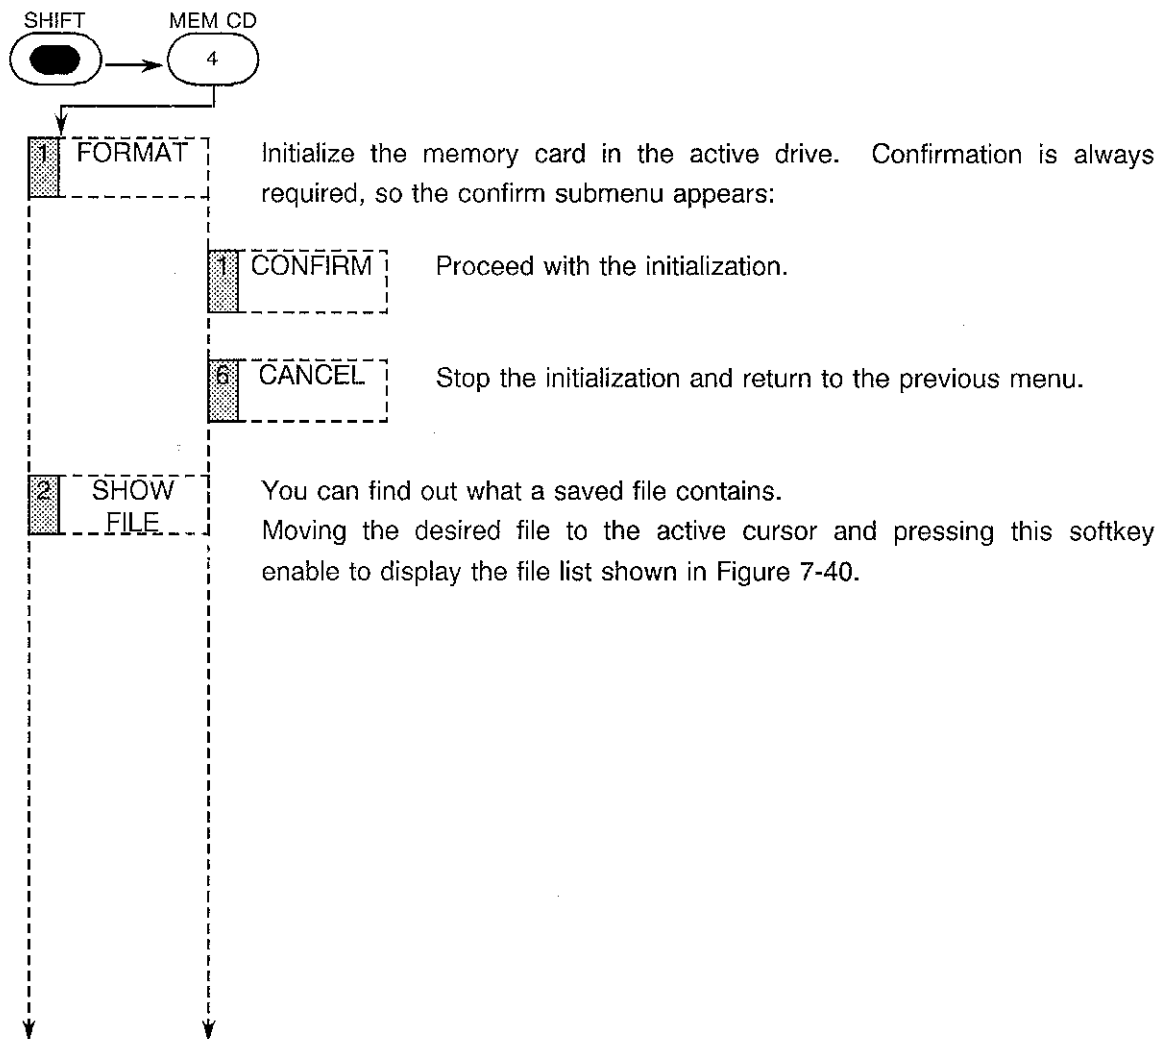 SHIFT MEM CD
4
1 FORMAT Initialize the memory card in the active drive. Confirmation is always
required, so the confirm submenu appears:
1 CONFIRM Proceed with the initialization.
6 CANCEL Stop the initialization and return to the previous menu.
2 SHOW You can find out what a saved file contains.
FILE Moving the desired file to the active cursor and pressing this softkey
enable to display the file list shown in Figure 7-40.